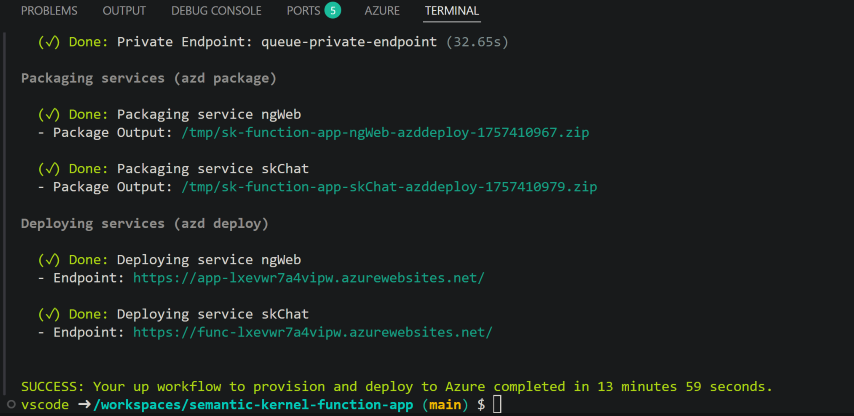 PROBLEMS OUTPUT DEBUG CONSOLE PORTS 5 AZURE TERMINAL
(✓) Done: Private Endpoint: queue-private-endpoint (32.65s)
Packaging services (azd package)
(✓) Done: Packaging service ngWeb
- Package Output: /tmp/sk-function-app-ngWeb-azddeploy-1757410967.zip
(✓) Done: Packaging service skChat
- Package Output: /tmp/sk-function-app-skChat-azddeploy-1757410979.zip
Deploying services (azd deploy)
(✓) Done: Deploying service ngWeb
- Endpoint: https://app-lxevwr7a4vipw.azurewebsites.net/
(✓) Done: Deploying service skChat
- Endpoint: https://func-lxevwr7a4vipw.azurewebsites.net/
SUCCESS: Your up workflow to provision and deploy to Azure completed in 13 minutes 59 seconds.
vscode ➜/workspaces/semantic-kernel-function-app (main) $